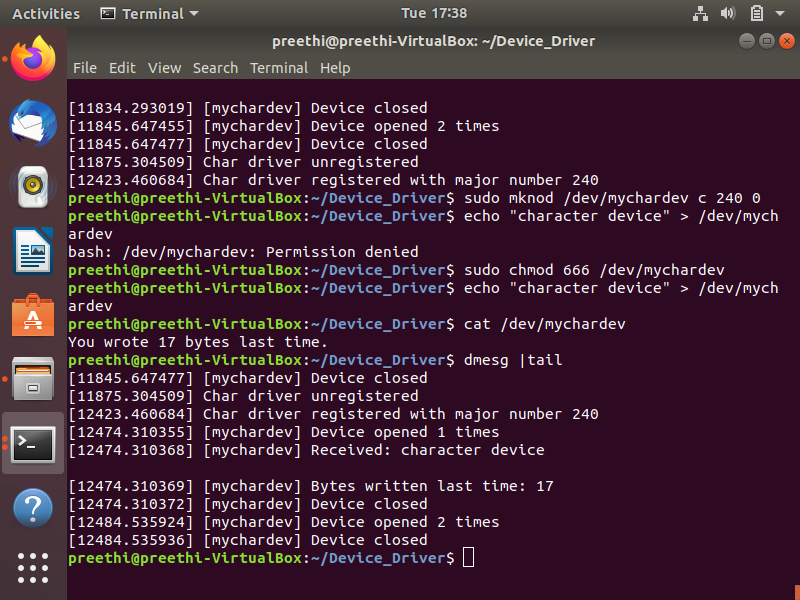 Activities Terminal Tue 17:38
preethi@preethi-VirtualBox: ~/Device_Driver
File Edit View Search Terminal Help
[11834.293019] [mychardev] Device closed
[11845.647455] [mychardev] Device opened 2 times
[11845.647477] [mychardev] Device closed
[11875.304509] Char driver unregistered
[12423.460684] Char driver registered with major number 240
preethi@preethi-VirtualBox:~/Device_Driver$ sudo mknod /dev/mychardev c 240 0
preethi@preethi-VirtualBox:~/Device_Driver$ echo "character device" > /dev/mych
ardev
bash: /dev/mychardev: Permission denied
preethi@preethi-VirtualBox:~/Device_Driver$ sudo chmod 666 /dev/mychardev
preethi@preethi-VirtualBox:~/Device_Driver$ echo "character device" > /dev/mych
ardev
preethi@preethi-VirtualBox:~/Device_Driver$ cat /dev/mychardev
You wrote 17 bytes last time.
preethi@preethi-VirtualBox:~/Device_Driver$ dmesg |tail
[11845.647477] [mychardev] Device closed
[11875.304509] Char driver unregistered
[12423.460684] Char driver registered with major number 240
[12474.310355] [mychardev] Device opened 1 times
[12474.310368] [mychardev] Received: character device
[12474.310369] [mychardev] Bytes written last time: 17
[12474.310372] [mychardev] Device closed
[12484.535924] [mychardev] Device opened 2 times
[12484.535936] [mychardev] Device closed
preethi@preethi-VirtualBox:~/Device_Driver$